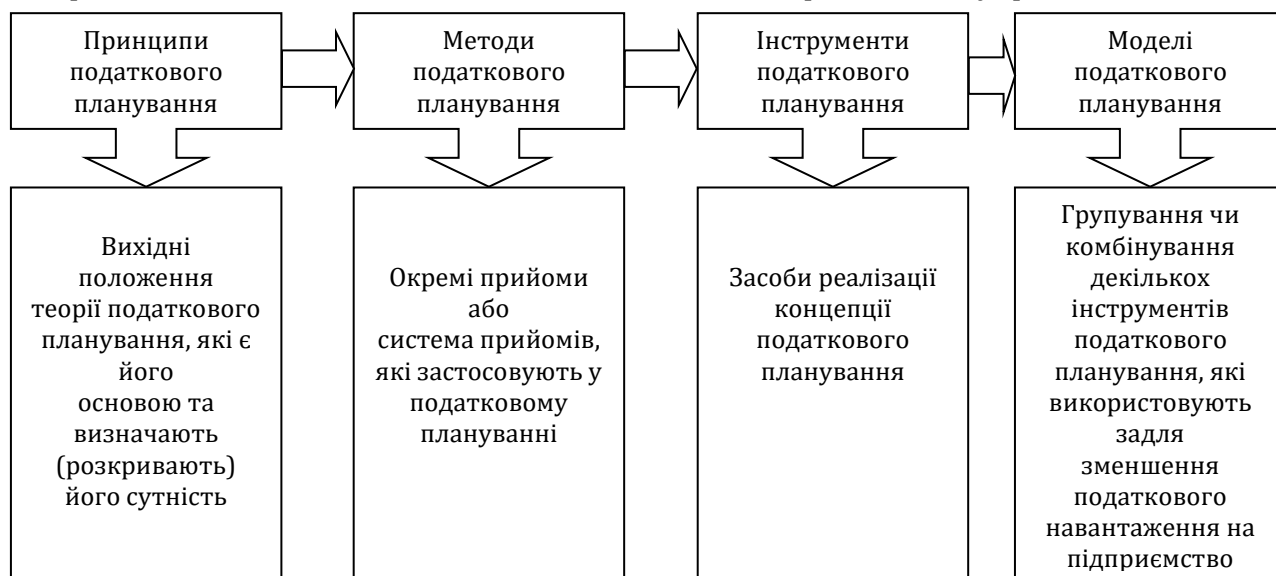 Принципи
податкового
планування
Методи
податкового
планування
Інструменти
податкового
планування
Моделі
податкового
планування
Вихідні
положення
теорії податкового
планування, які є
його
основою та
визначають
(розкривають)
його сутність
Окремі прийоми
або
система прийомів,
які застосовують у
податковому
плануванні
Засоби реалізації
концепції
податкового
планування
Групування чи
комбінування
декількох
інструментів
податкового
планування, які
використовують
задля
зменшення
податкового
навантаження на
підприємство